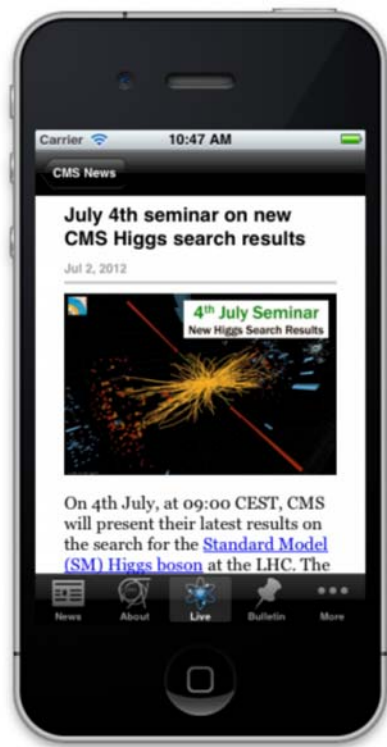 Carrier 10:47 AM
CMS News
July 4th seminar on new
CMS Higgs search results
Jul 2, 2012
4th July Seminar
New Higgs Search Results
On 4th July, at 09:00 CEST, CMS
will present their latest results on
the search for the Standard Model
(SM) Higgs boson at the LHC. The
News About Live Bulletin More